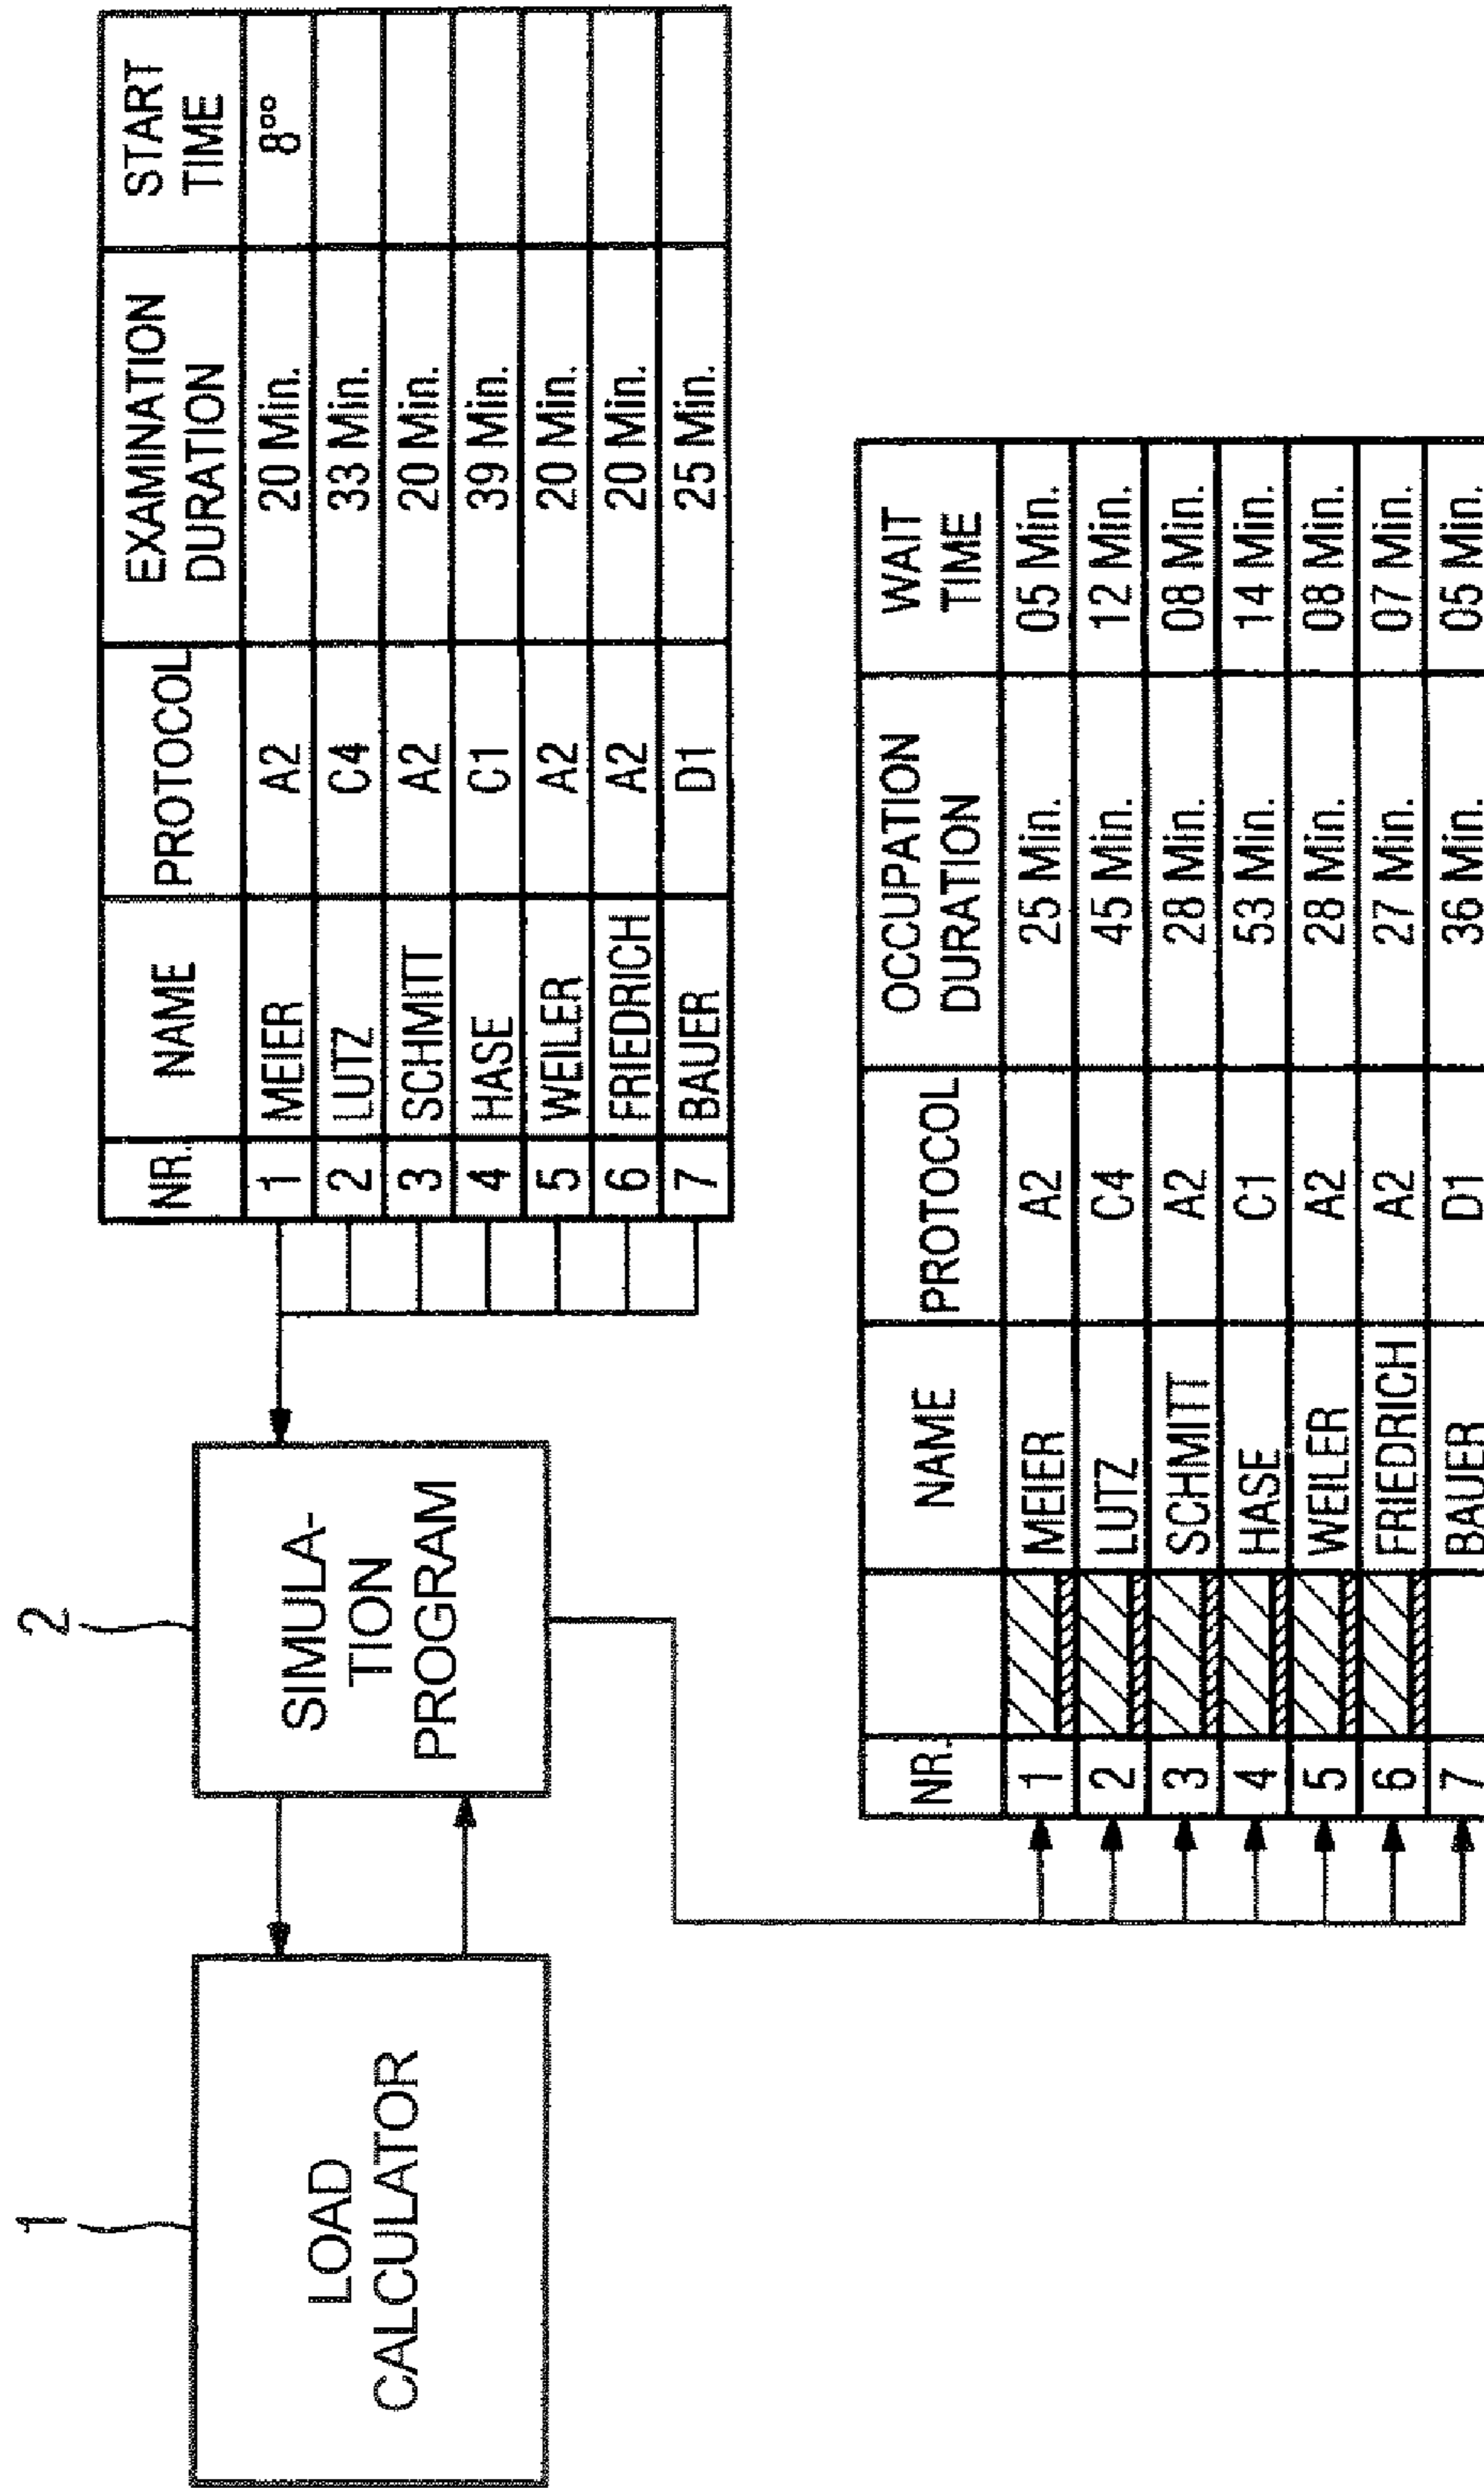 1
LOAD
CALCULATOR
2
SIMULA-
TION
PROGRAM
NR. NAME PROTOCOL EXAMINATION DURATION START TIME
1 MEIER A2 20 Min. 8°°
2 LUTZ C4 33 Min.
3 SCHMITT A2 20 Min.
4 HASE C1 39 Min.
5 WEILER A2 20 Min.
6 FRIEDRICH A2 20 Min.
7 BAUER D1 25 Min.
NR. NAME PROTOCOL OCCUPATION DURATION WAIT TIME
1 MEIER A2 25 Min. 05 Min.
2 LUTZ C4 45 Min. 12 Min.
3 SCHMITT A2 28 Min. 08 Min.
4 HASE C1 53 Min. 14 Min.
5 WEILER A2 28 Min. 08 Min.
6 FRIEDRICH A2 27 Min. 07 Min.
7 BAUER D1 36 Min. 05 Min.